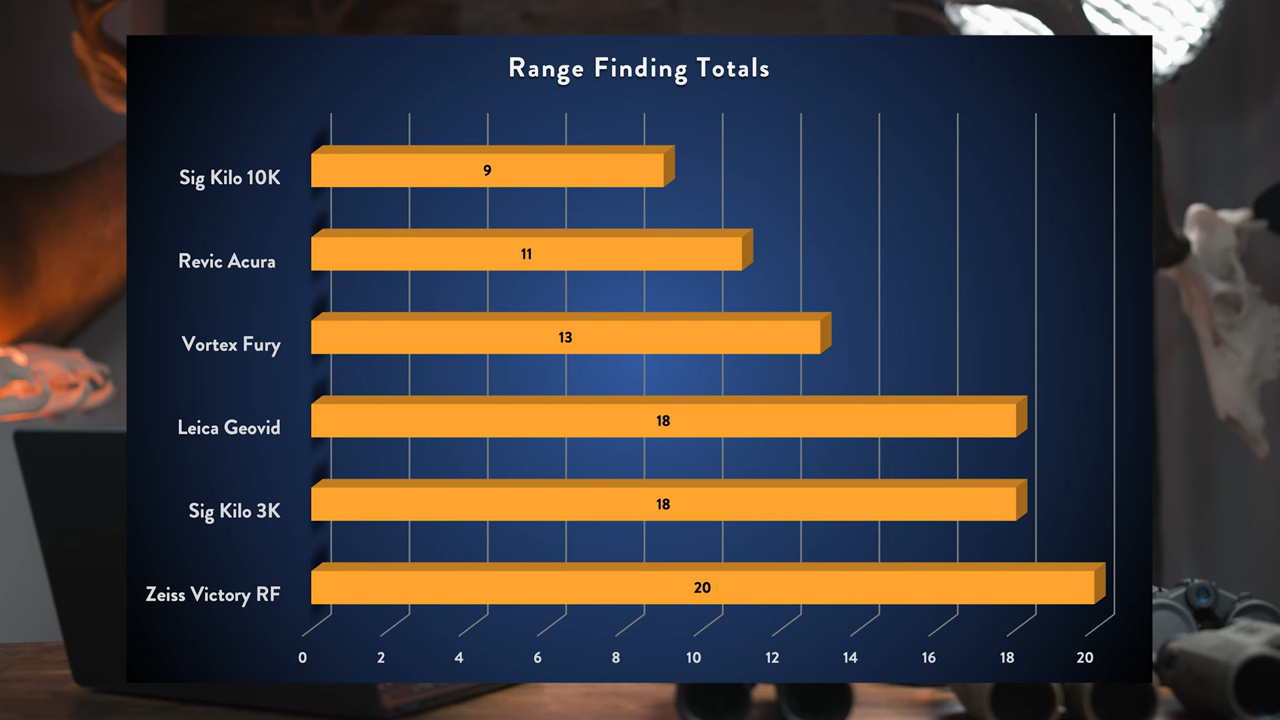 Range Finding Totals
Sig Kilo 10K 9
Revic Acura 11
Vortex Fury 13
Leica Geovid 18
Sig Kilo 3K 18
Zeiss Victory RF 20
0 2 4 6 8 10 12 14 16 18 20